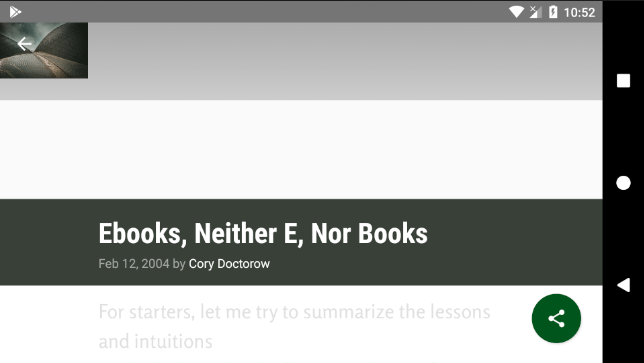 10:52
Ebooks, Neither E, Nor Books
Feb 12, 2004 by Cory Doctorow
For starters, let me try to summarize the lessons
and intuitions